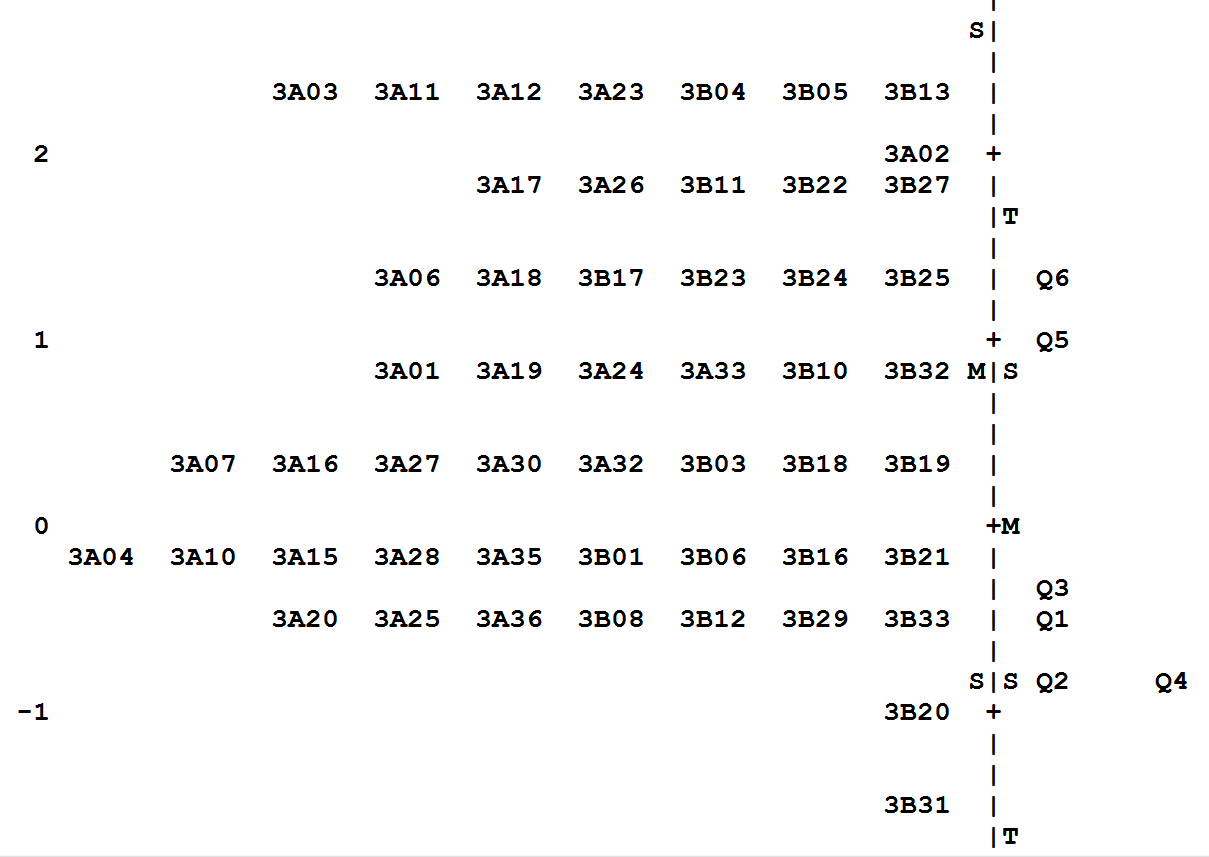 |
S|
|
3A03 3A11 3A12 3A23 3B04 3B05 3B13 |
|
2 3A02 +
3A17 3A26 3B11 3B22 3B27 |
|T
|
3A06 3A18 3B17 3B23 3B24 3B25 | Q6
|
1 + Q5
3A01 3A19 3A24 3A33 3B10 3B32 M|S
|
|
3A07 3A16 3A27 3A30 3A32 3B03 3B18 3B19 |
|
0 +M
3A04 3A10 3A15 3A28 3A35 3B01 3B06 3B16 3B21 |
| Q3
3A20 3A25 3A36 3B08 3B12 3B29 3B33 | Q1
|
S|S Q2 Q4
-1 3B20 +
|
|
3B31 |
|T